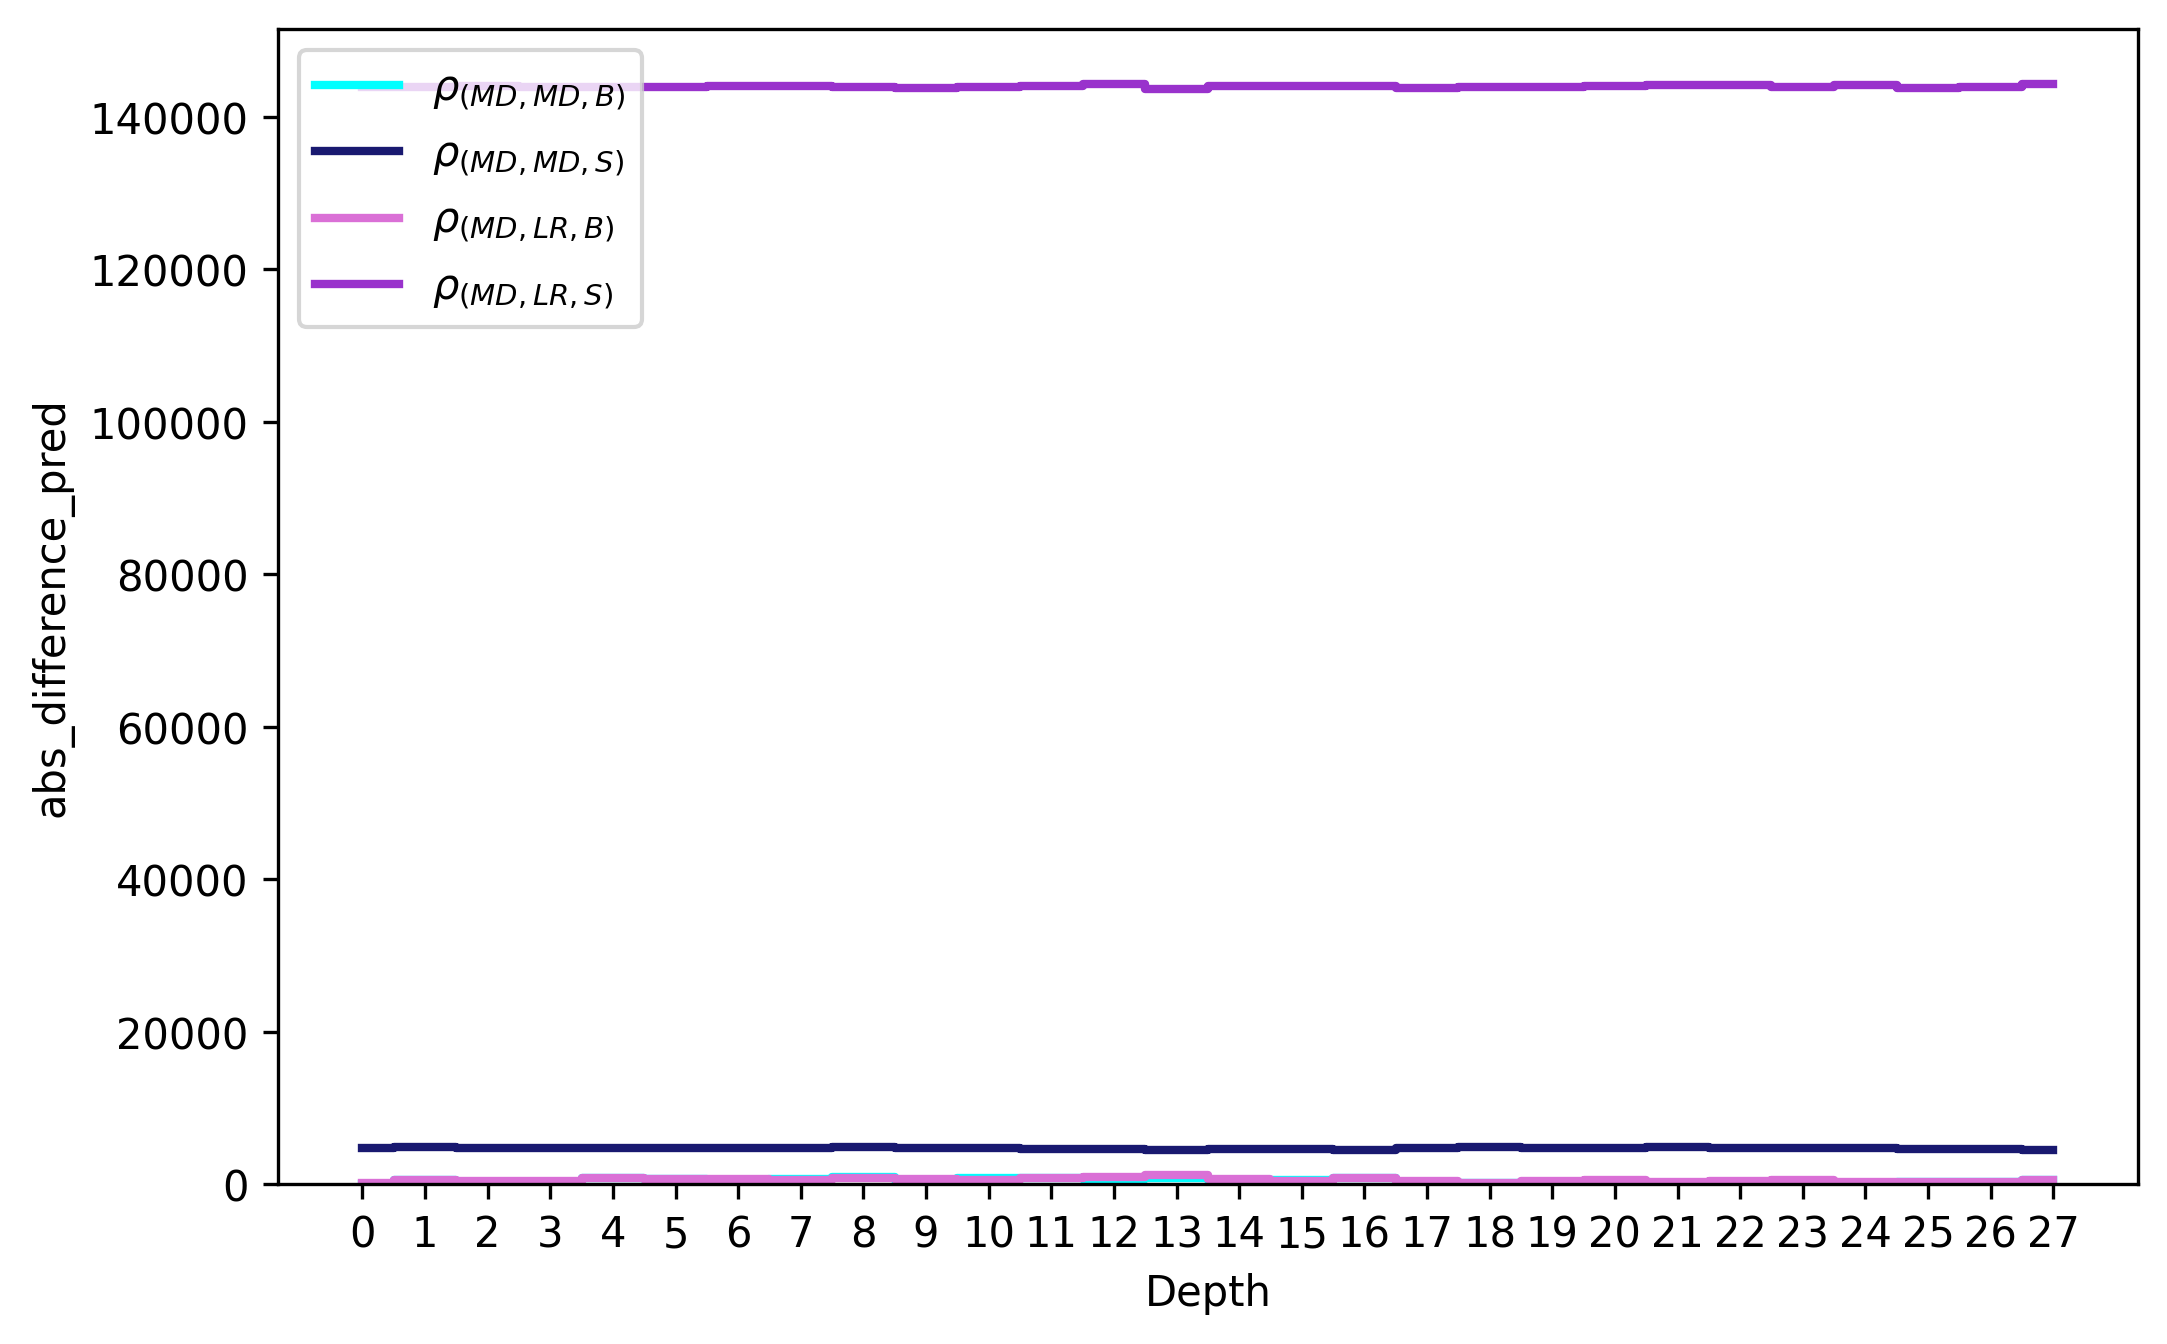 ρ(MD, MD, B)
ρ(MD, MD, S)
ρ(MD, LR, B)
ρ(MD, LR, S)
140000
120000
100000
80000
60000
40000
20000
0
abs_difference_pred
0 1 2 3 4 5 6 7 8 9 10 11 12 13 14 15 16 17 18 19 20 21 22 23 24 25 26 27
Depth